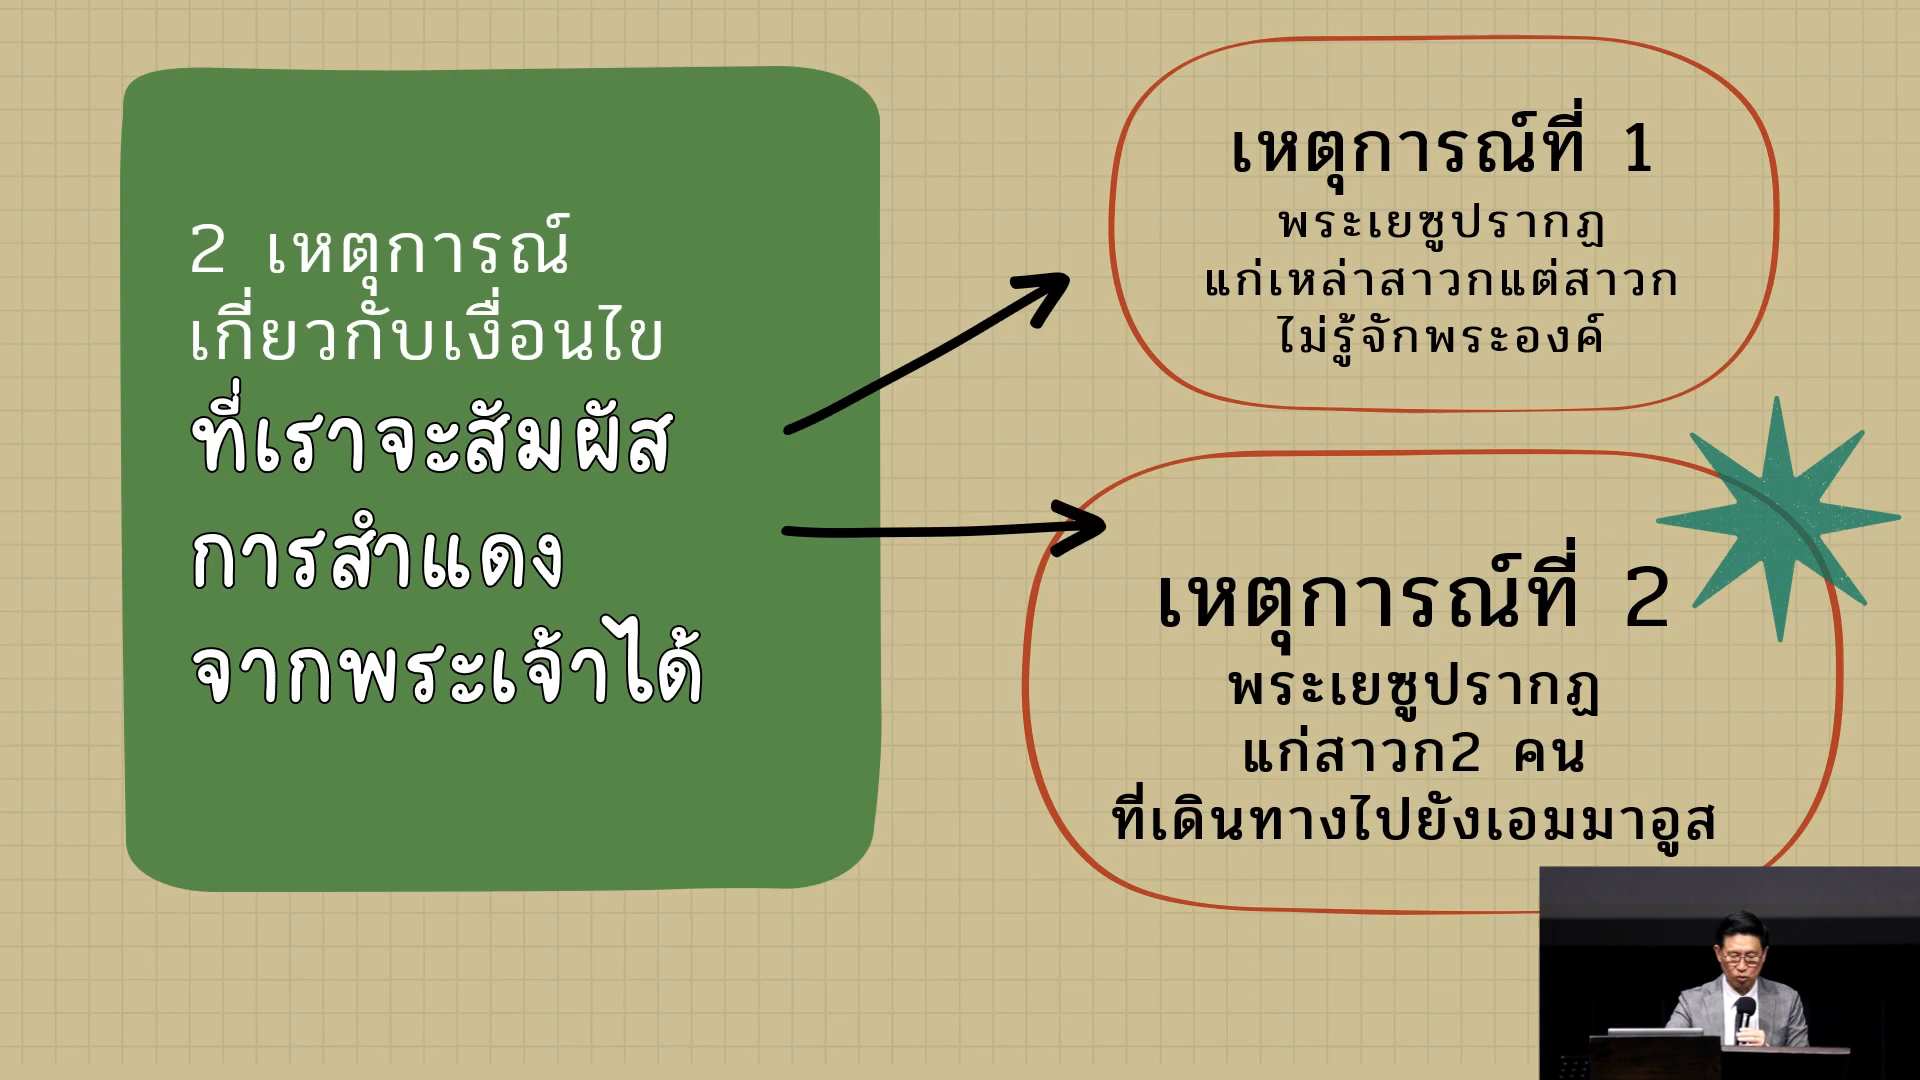 2 เหตุการณ์
เกี่ยวกับเงื่อนไข
ที่เราจะสัมผัส
การสำแดง
จากพระเจ้าได้
เหตุการณ์ที่ 1
พระเยซูปรากฏ
แก่เหล่าสาวกแต่สาวก
ไม่รู้จักพระองค์
เหตุการณ์ที่ 2
พระเยซูปรากฏ
แก่สาวก2 คน
ที่เดินทางไปยังเอมมาอูส